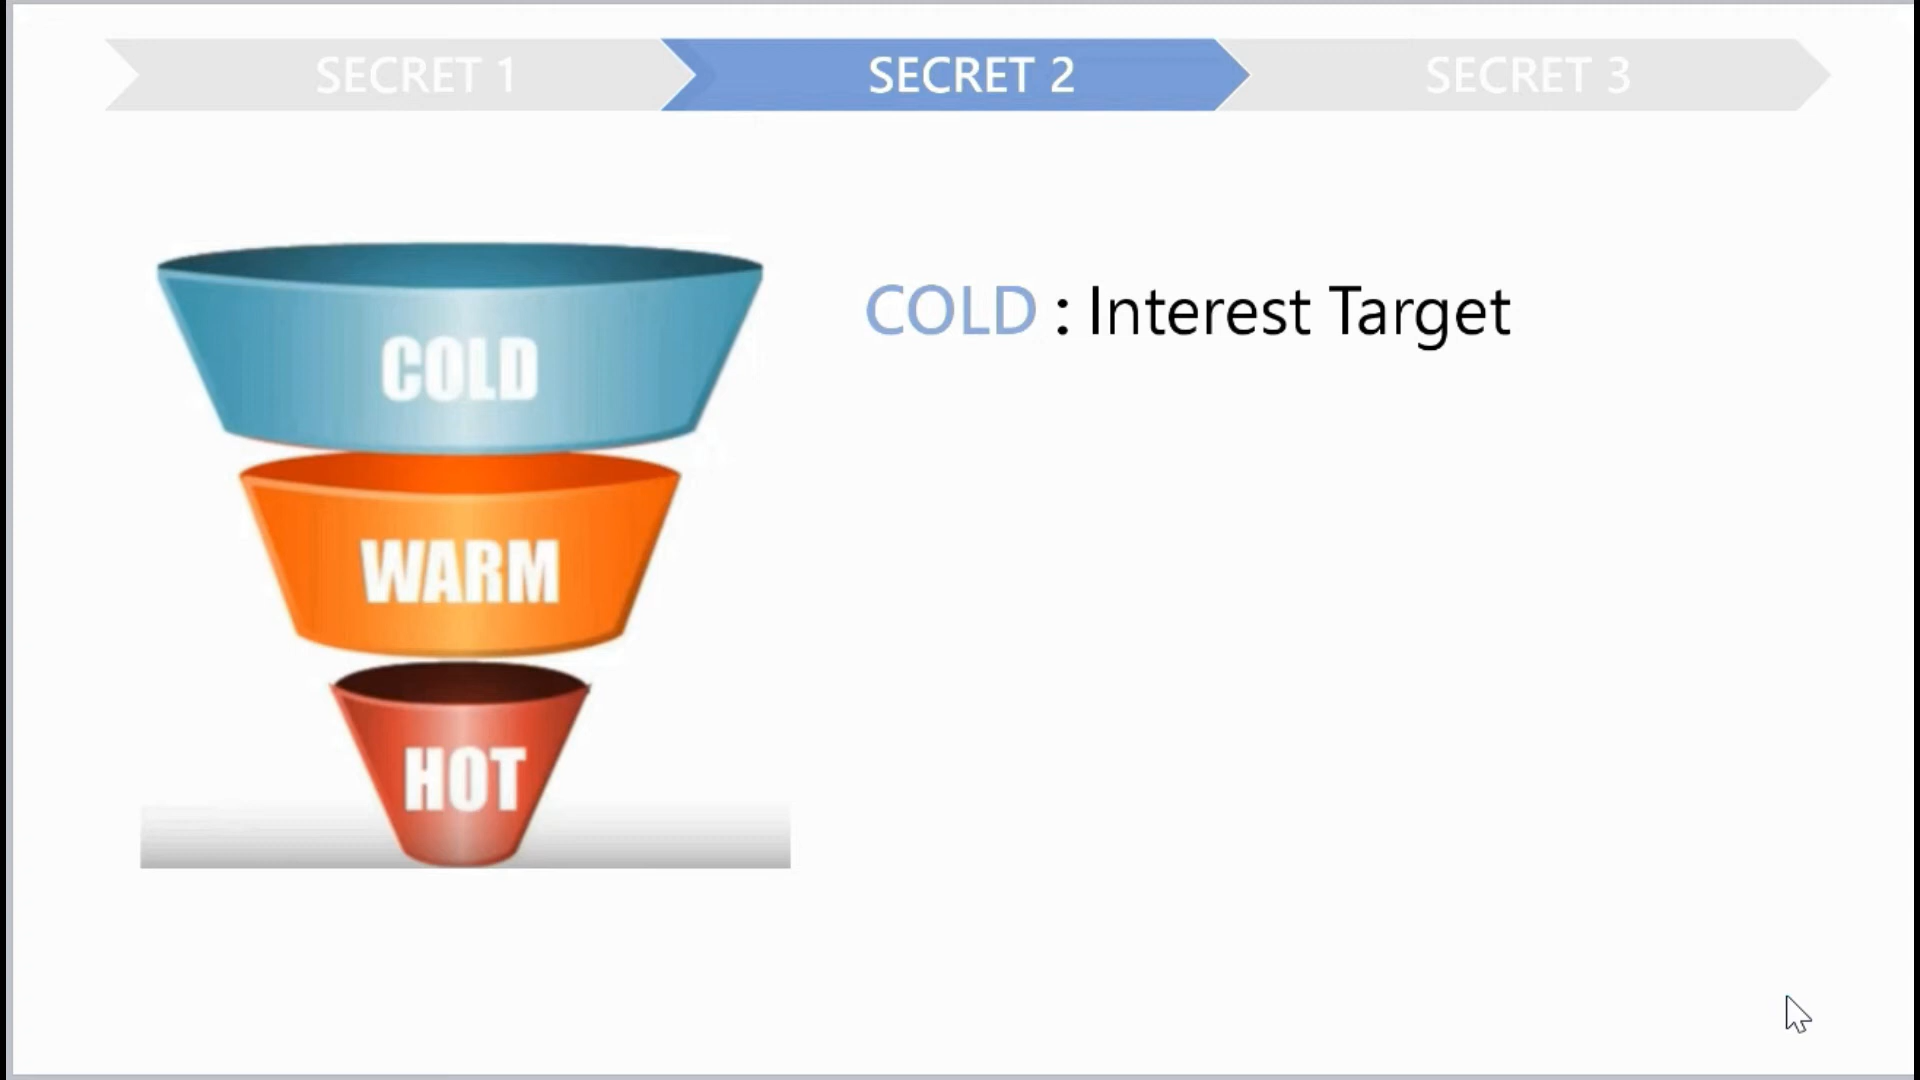 SECRET 1
SECRET 2
SECRET 3
COLD
COLD : Interest Target
WARM
HOT